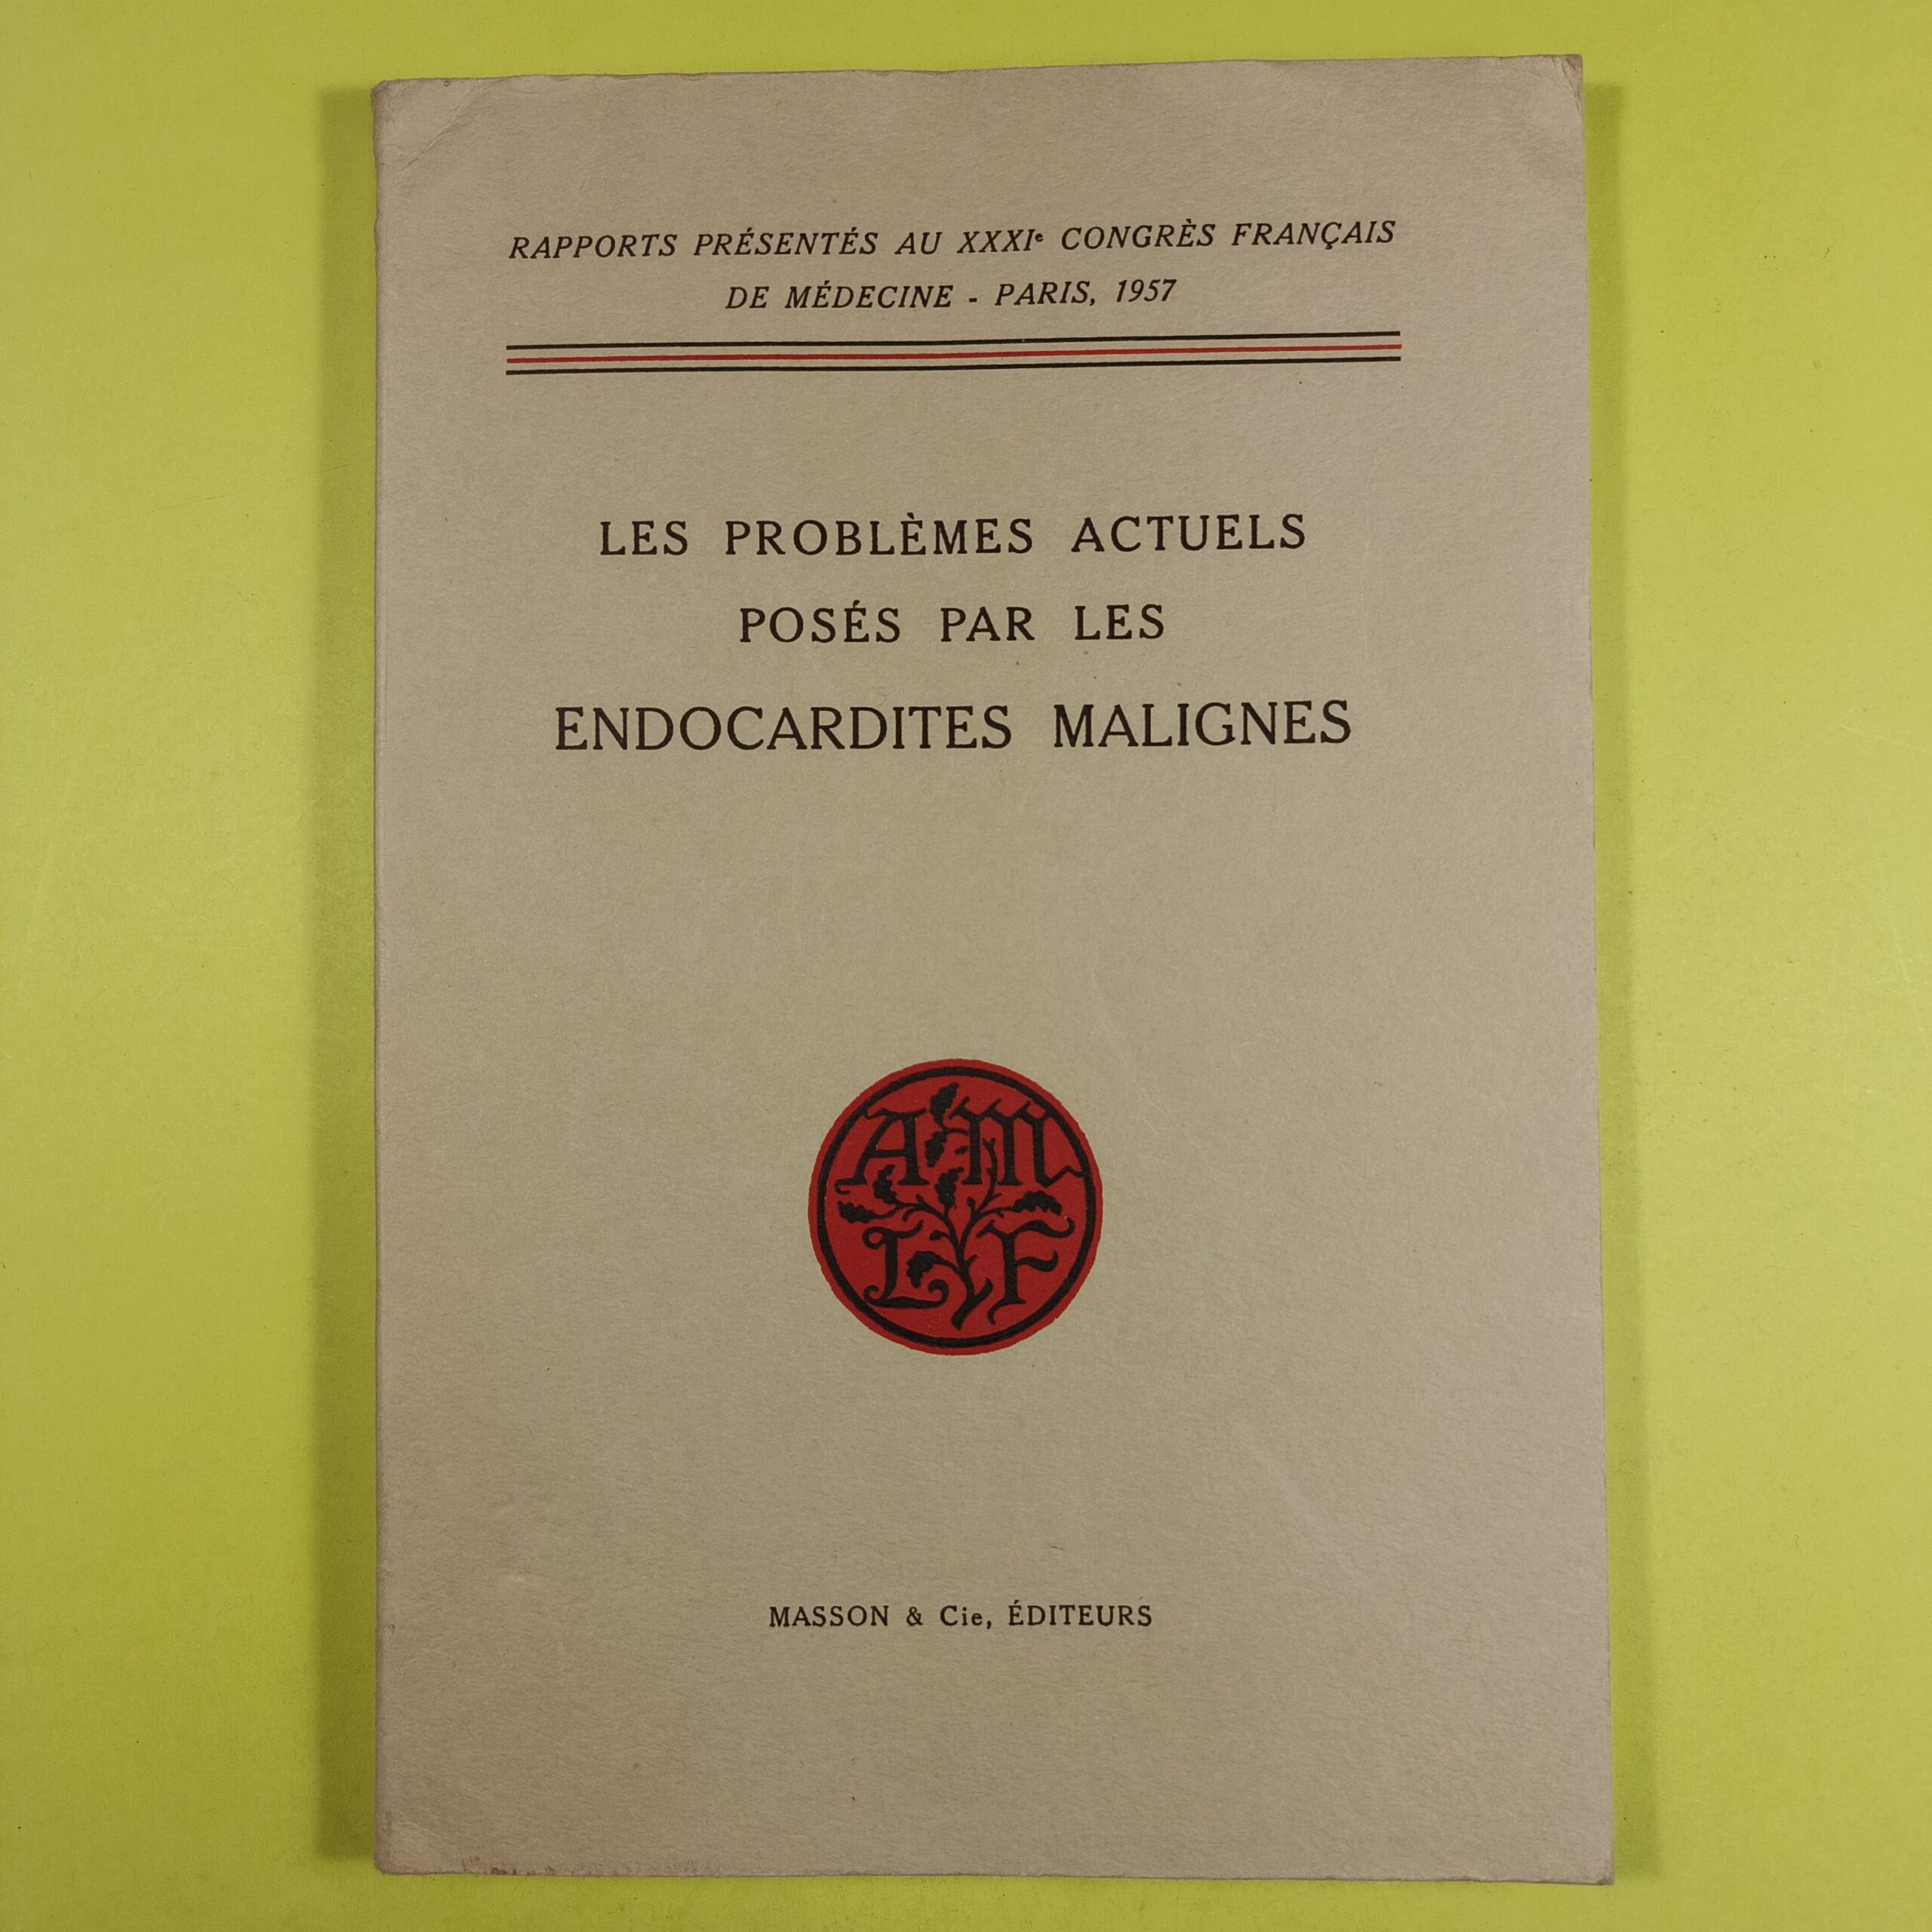 RAPPORTS PRÉSENTÉS AU XXXIe CONGRÈS FRANÇAIS
DE MÉDECINE - PARIS, 1957
LES PROBLÈMES ACTUELS
POSÉS PAR LES
ENDOCARDITES MALIGNES
AM
LF
MASSON & Cie, ÉDITEURS